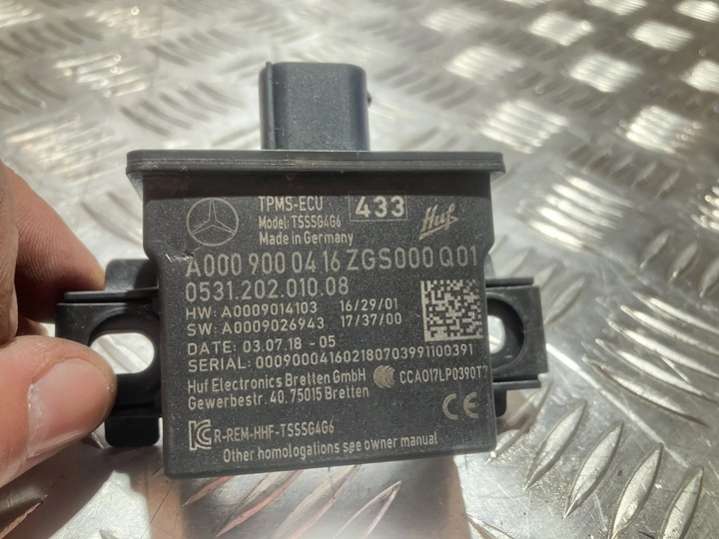 TPMS-ECU 433
Model: TSSSG4G6 Huf
Made in Germany
A000 900 04 16 ZGS000 Q01
0531.202.010.08
HW: A0009014103 16/29/01
SW: A0009026943 17/37/00
DATE: 03.07.18 - 05
SERIAL: 000900041602180703991100391
Huf Electronics Bretten GmbH CCAO17LP0390T7
Gewerbestr. 40, 75015 Bretten
CE
R-REM-HHF-TSSSG4G6
Other homologations see owner manual